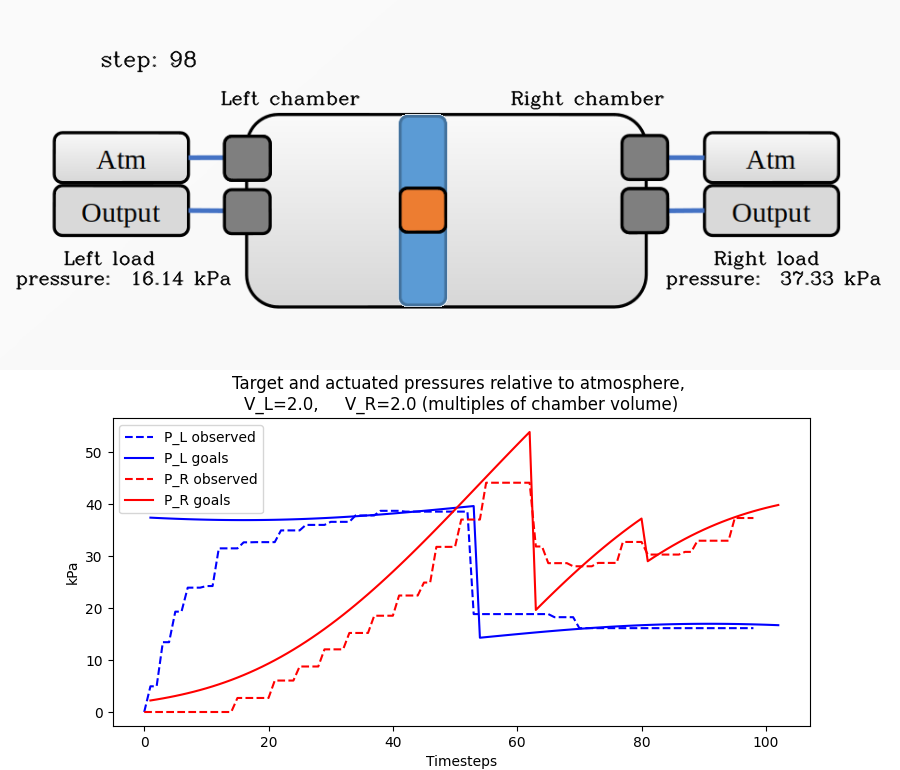 step: 98
Left chamber
Right chamber
Atm
Atm
Output
Output
Left load
pressure: 16.14 kPa
Right load
pressure: 37.33 kPa
Target and actuated pressures relative to atmosphere,
V_L=2.0, V_R=2.0 (multiples of chamber volume)
P_L observed
P_L goals
P_R observed
P_R goals
50
40
30
20
10
0
kPa
0 20 40 60 80 100
Timesteps